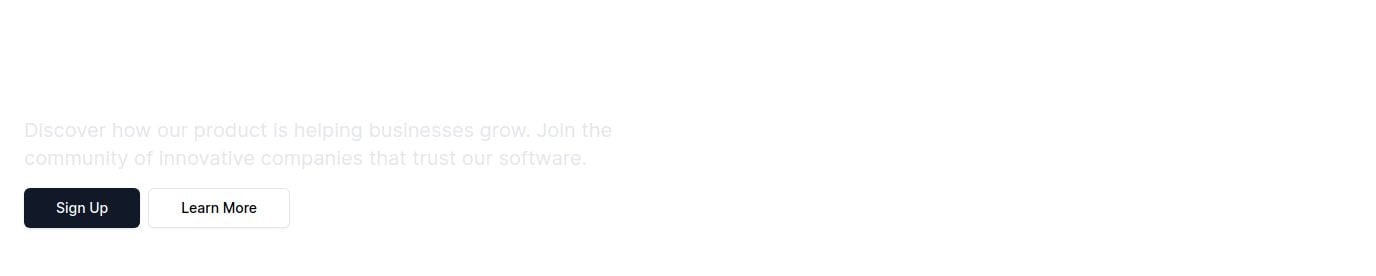 Discover how our product is helping businesses grow. Join the
community of innovative companies that trust our software.
Sign Up
Learn More